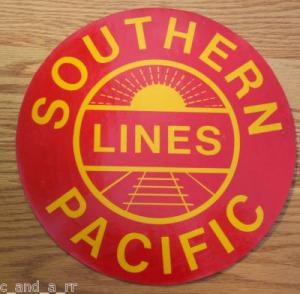 SOUTHERN
LINES
PACIFIC
c_and_a_rr